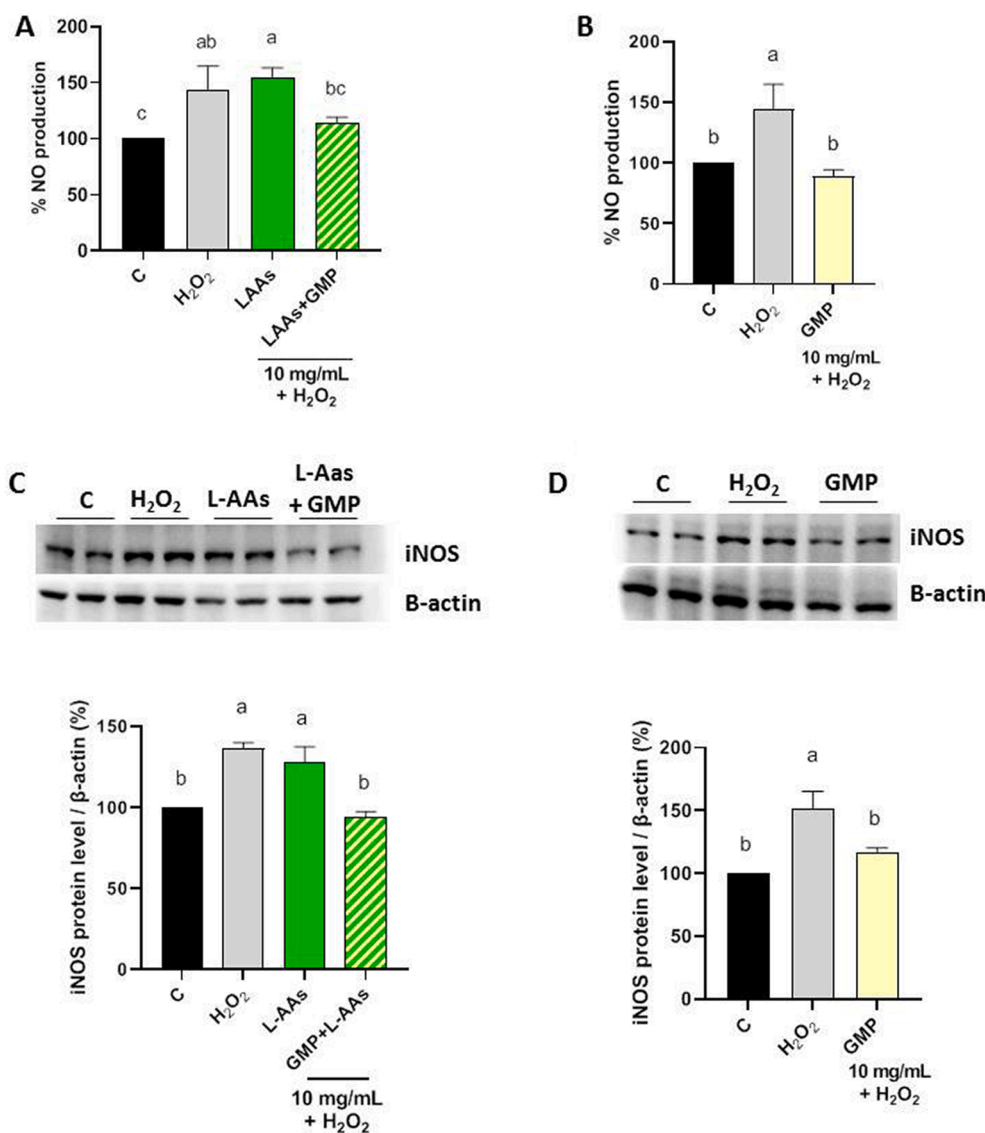 A
% NO production
200
150
100
50
0
c
ab
a
bc
C
H₂O₂
LAAs
LAAs+GMP
10 mg/mL
+ H₂O₂
B
% NO production
200
150
100
50
0
b
a
b
C
H₂O₂
GMP
10 mg/mL
+ H₂O₂
C
C
H₂O₂
L-AAs
L-Aas
+ GMP
iNOS
B-actin
iNOS protein level / β-actin (%)
150
100
50
0
b
a
a
b
C
H₂O₂
L-AAs
GMP+L-AAs
10 mg/mL
+ H₂O₂
D
C
H₂O₂
GMP
iNOS
B-actin
iNOS protein level / β-actin (%)
200
150
100
50
0
b
a
b
C
H₂O₂
GMP
10 mg/mL
+ H₂O₂